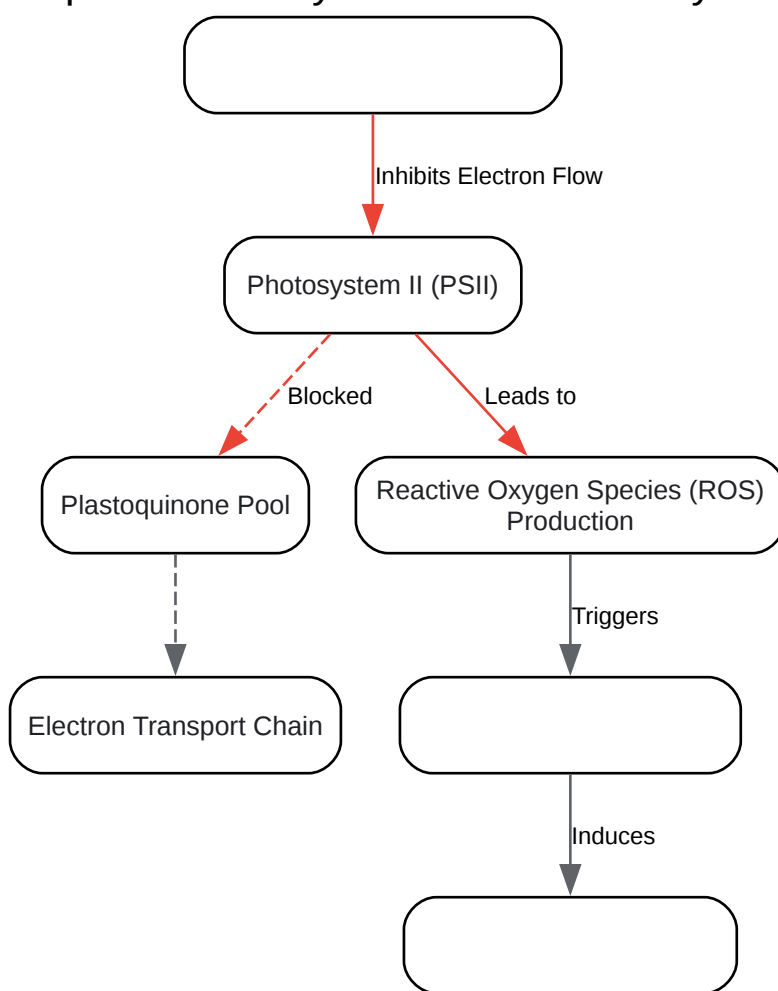 Inhibits Electron Flow
Photosystem II (PSII)
Blocked
Leads to
Plastoquinone Pool
Reactive Oxygen Species (ROS)
Production
Triggers
Electron Transport Chain
Induces